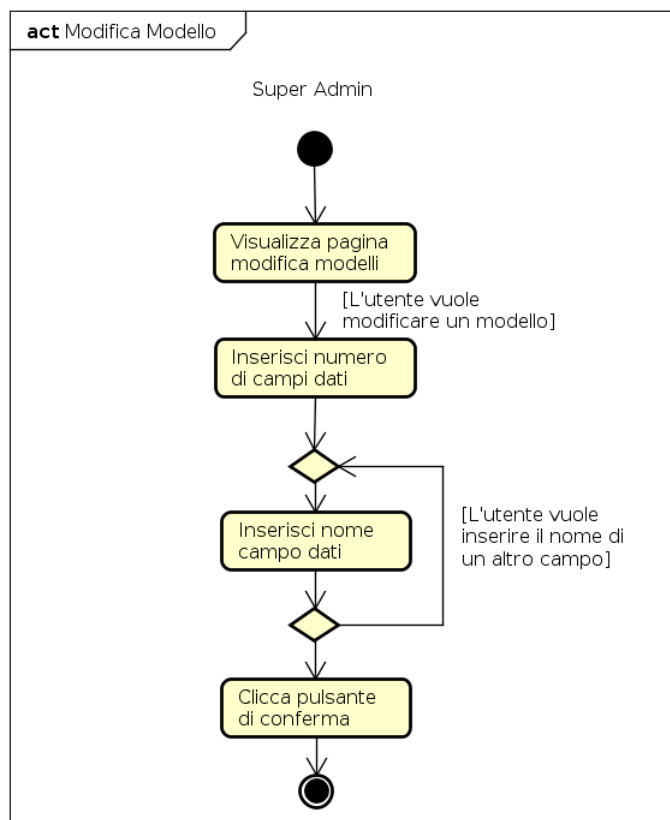 act Modifica Modello
Super Admin
Visualizza pagina
modifica modelli
[L'utente vuole
modificare un modello]
Inserisci numero
di campi dati
Inserisci nome
campo dati
[L'utente vuole
inserire il nome di
un altro campo]
Clicca pulsante
di conferma